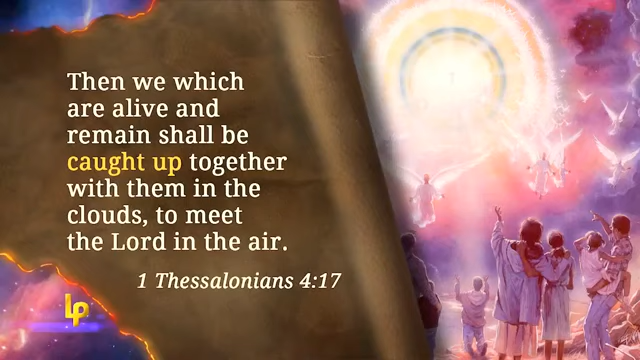 Then we which
are alive and
remain shall be
caught up together
with them in the
clouds, to meet
the Lord in the air.
1 Thessalonians 4:17
LP